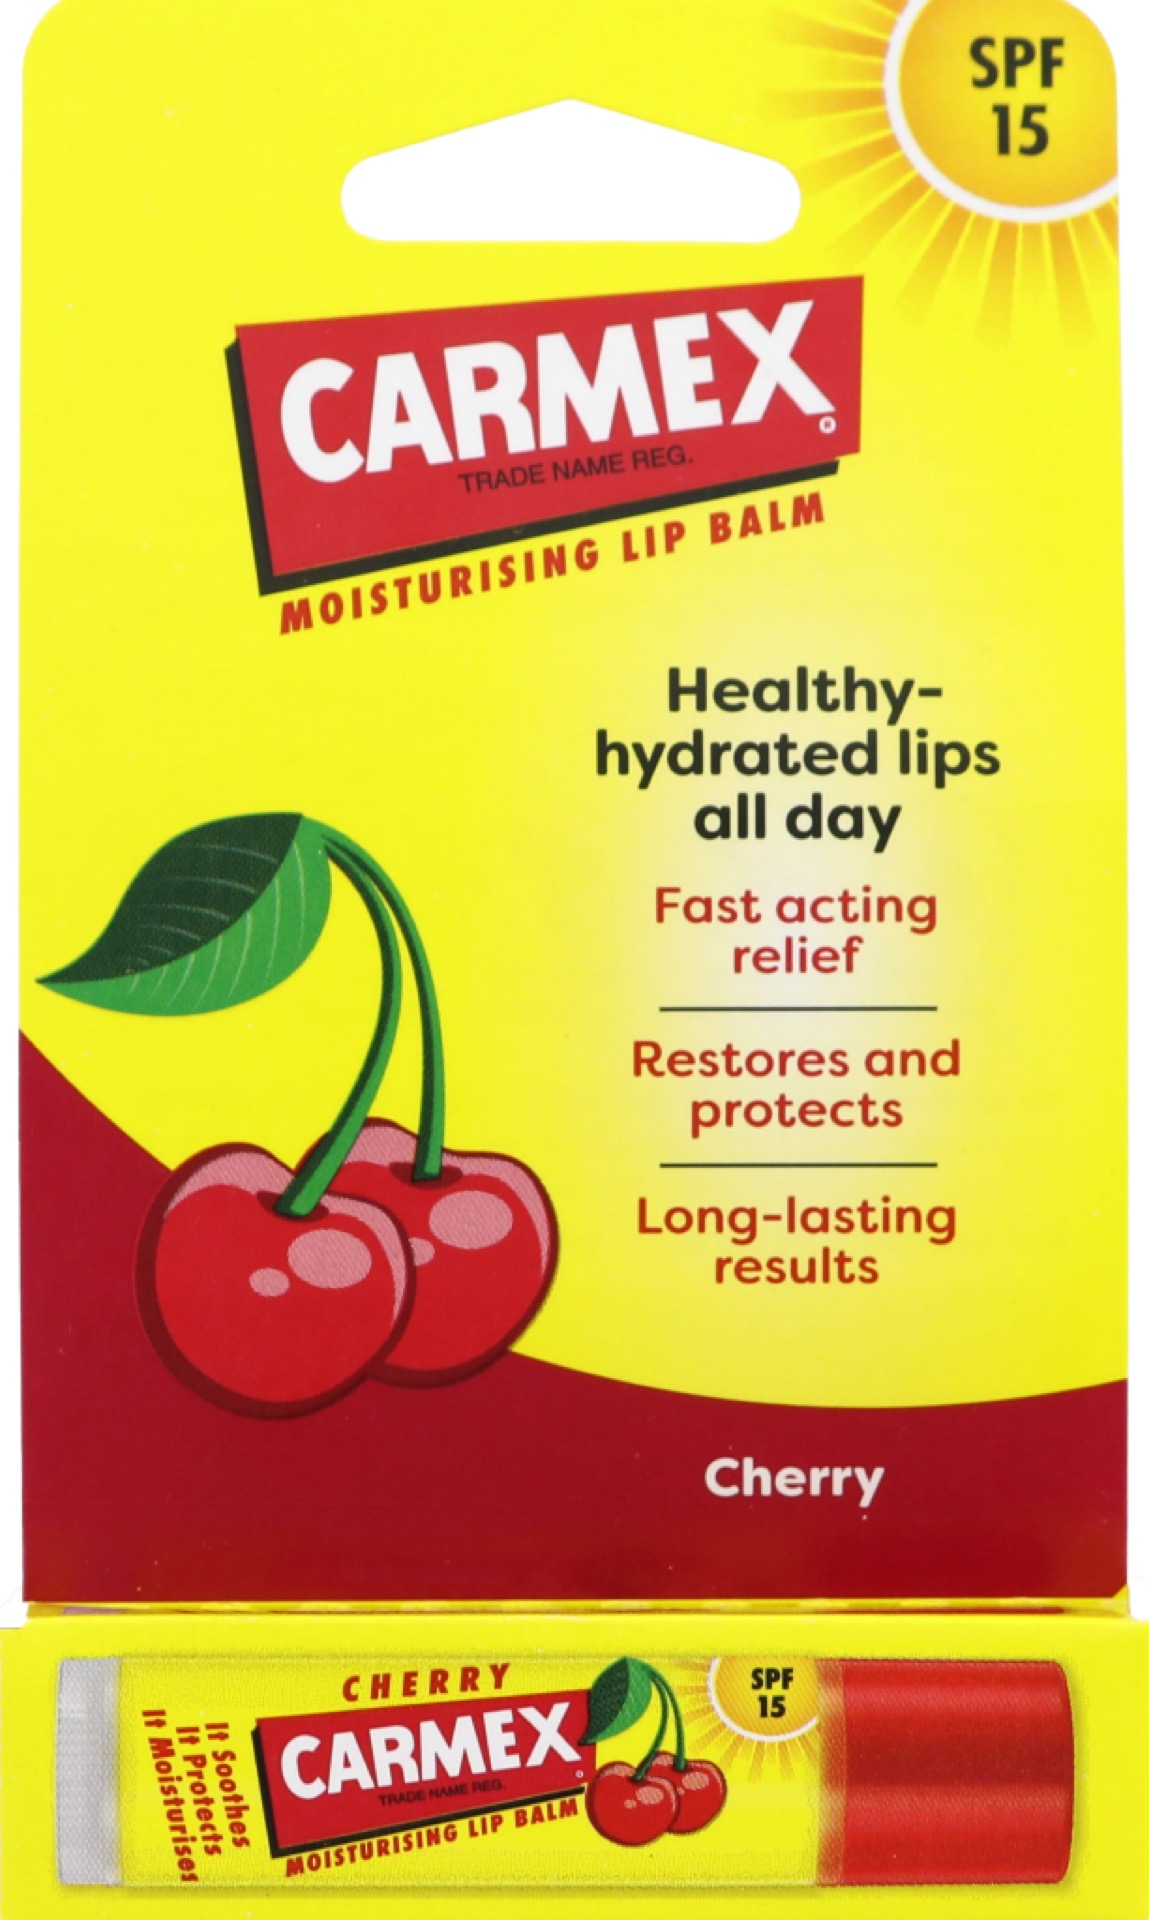 SPF
15
CARMEX®
TRADE NAME REG.
MOISTURISING LIP BALM
Healthy-
hydrated lips
all day
Fast acting
relief
Restores and
protects
Long-lasting
results
Cherry
It Soothes
It Protects
It Moisturises
CHERRY
CARMEX
TRADE NAME REG.
MOISTURISING LIP BALM
SPF
15